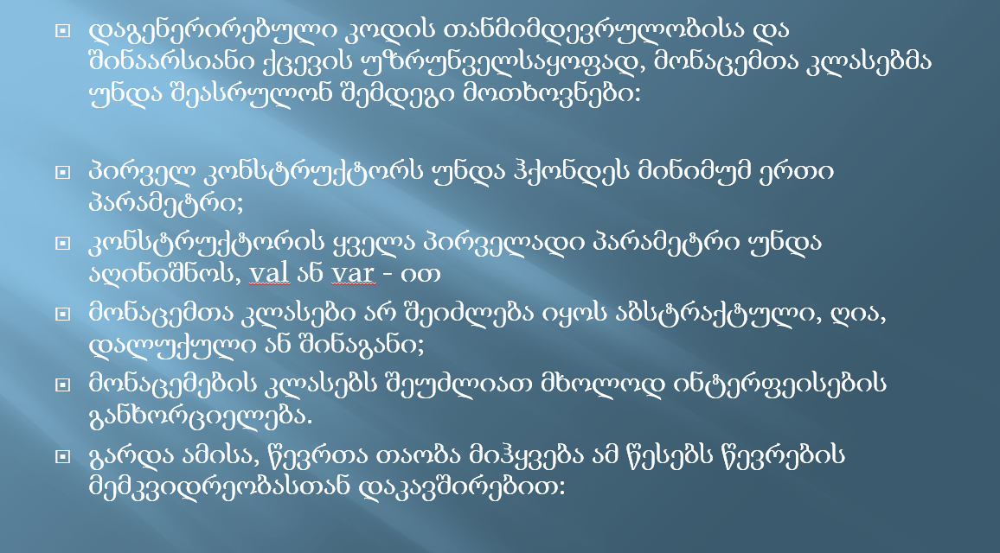 დაგენერირებული კოდის თანმიმდევრულობისა და
შინაარსიანი ქცევის უზრუნველსაყოფად, მონაცემთა კლასებმა
უნდა შეასრულონ შემდეგი მოთხოვნები:
პირველ კონსტრუქტორს უნდა ჰქონდეს მინიმუმ ერთი
პარამეტრი;
კონსტრუქტორის ყველა პირველადი პარამეტრი უნდა
აღინიშნოს, val ან var - ით
მონაცემთა კლასები არ შეიძლება იყოს აბსტრაქტული, ღია,
დალუქული ან შინაგანი;
მონაცემების კლასებს შეუძლიათ მხოლოდ ინტერფეისების
განხორციელება.
გარდა ამისა, წევრთა თაობა მიჰყვება ამ წესებს წევრების
მემკვიდრეობასთან დაკავშირებით: